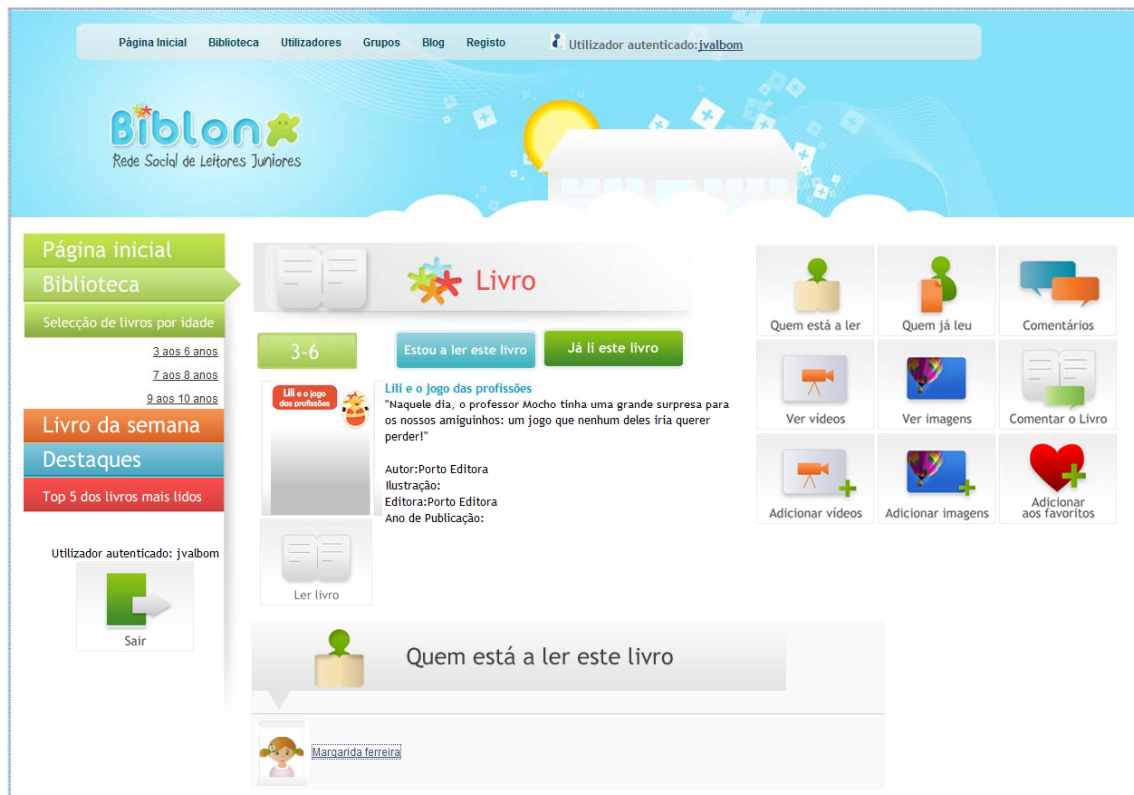 Página Inicial Biblioteca Utilizadores Grupos Blog Registo Utilizador autenticado:jvalbom
Biblon
Rede Social de Leitores Juniores
Página inicial
Biblioteca
Selecção de livros por idade
3 aos 6 anos
7 aos 8 anos
9 aos 10 anos
Livro da semana
Destaques
Top 5 dos livros mais lidos
Utilizador autenticado: jvalbom
Sair
Livro
3-6
Estou a ler este livro
Já li este livro
Lili e o jogo
das profissões
Lili e o jogo das profissões
"Naquele dia, o professor Mocho tinha uma grande surpresa para
os nossos amiguinhos: um jogo que nenhum deles iria querer
perder!"
Autor:Porto Editora
Ilustração:
Editora:Porto Editora
Ano de Publicação:
Ler livro
Quem está a ler
Quem já leu
Comentários
Ver vídeos
Ver imagens
Comentar o Livro
Adicionar vídeos
Adicionar imagens
Adicionar
aos favoritos
Quem está a ler este livro
Margarida ferreira